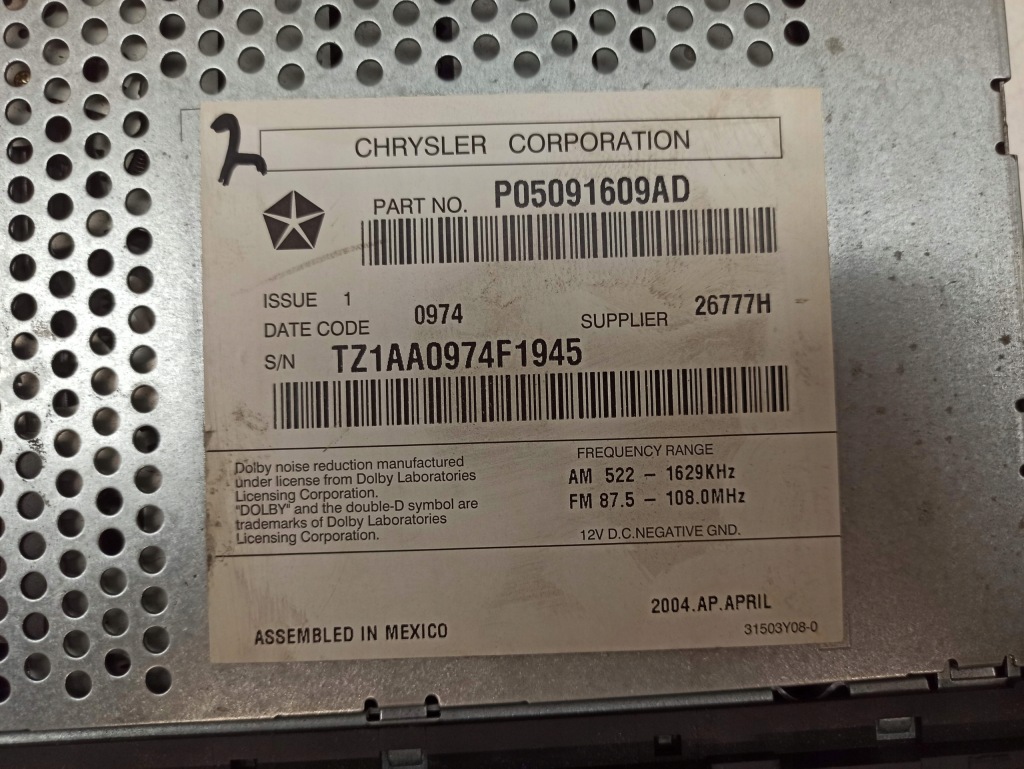 2
CHRYSLER CORPORATION
PART NO. P05091609AD
ISSUE 1
DATE CODE 0974 SUPPLIER 26777H
S/N TZ1AA0974F1945
Dolby noise reduction manufactured
under license from Dolby Laboratories
Licensing Corporation.
"DOLBY" and the double-D symbol are
trademarks of Dolby Laboratories
Licensing Corporation.
FREQUENCY RANGE
AM 522 - 1629KHz
FM 87.5 - 108.0MHz
12V D.C.NEGATIVE GND.
ASSEMBLED IN MEXICO
2004.AP.APRIL
31503Y08-0